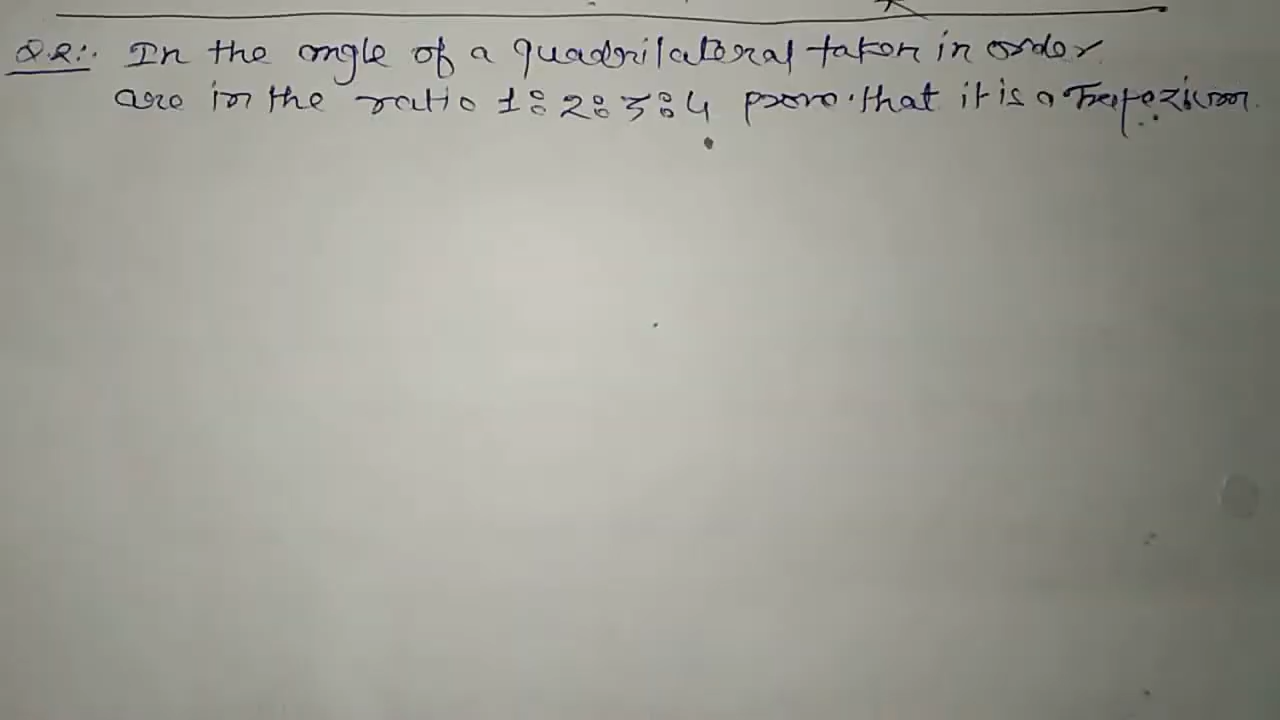 Q2:. In the angle of a quadrilateral taken in order
are in the ratio 1:2:3:4 prove that it is a Trapezium.